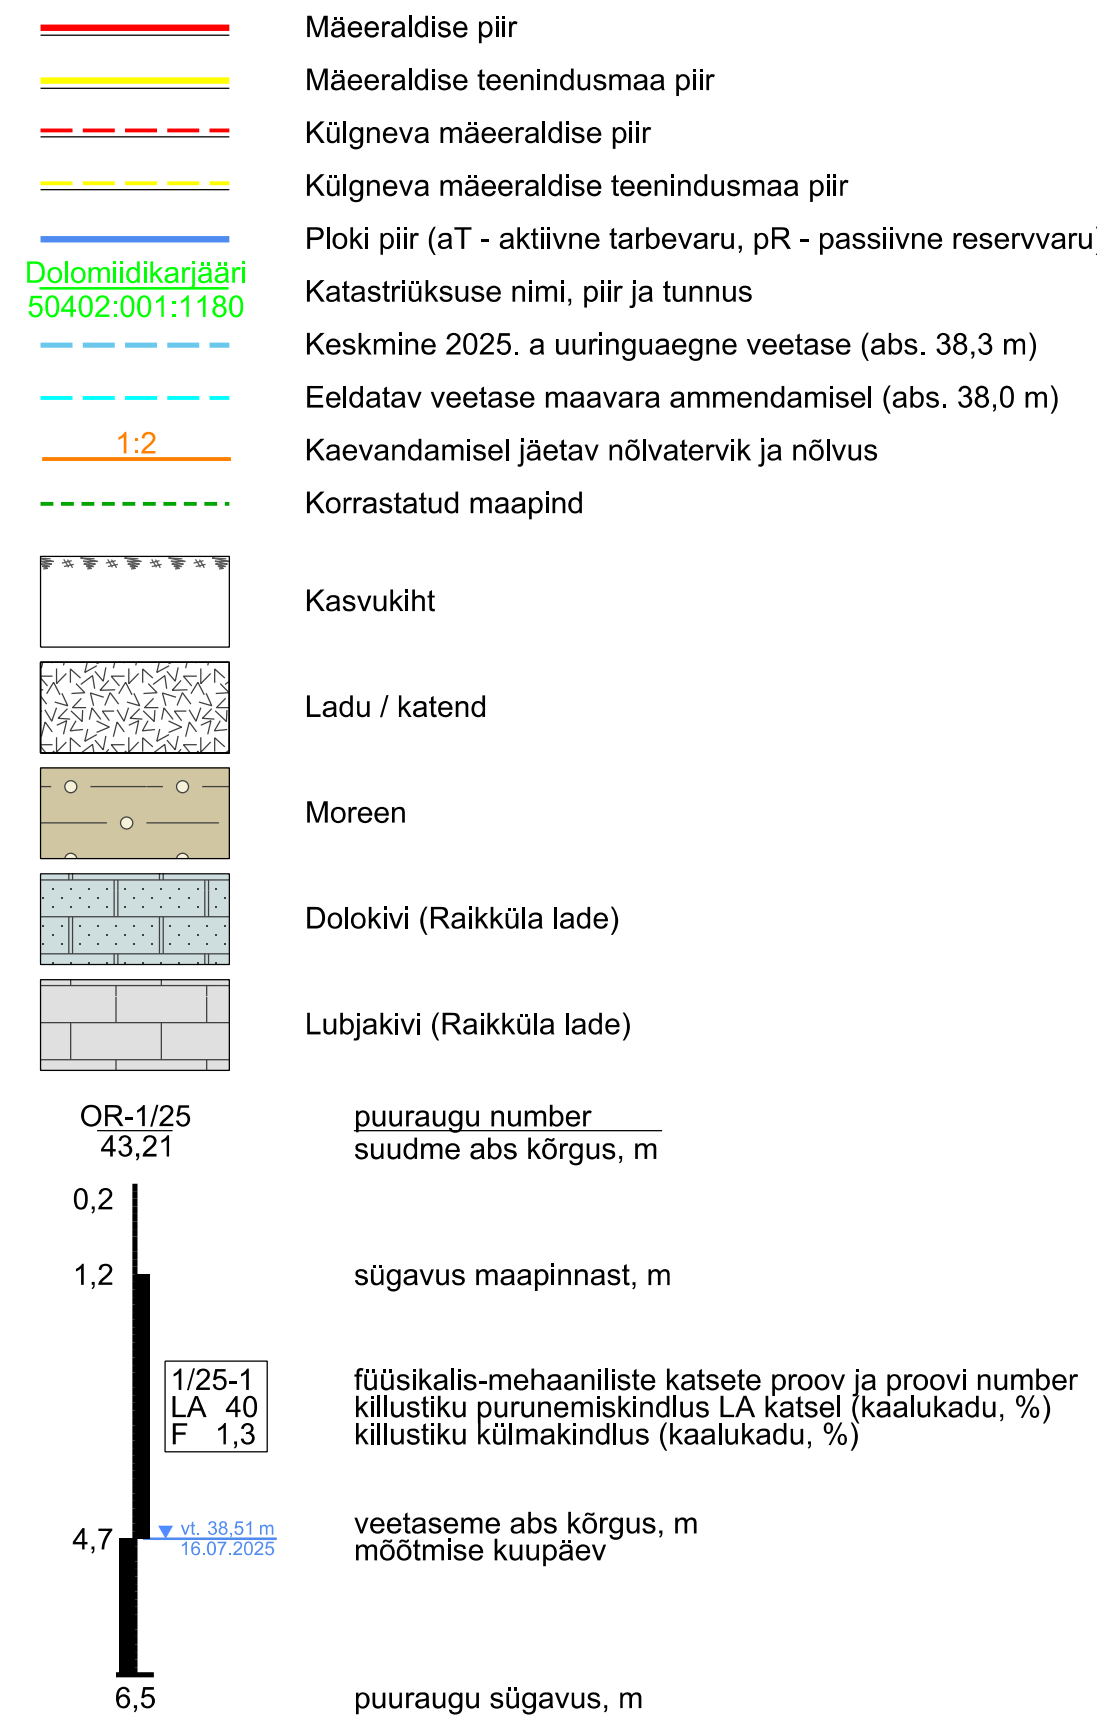 Mäeeraldise piir
Mäeeraldise teenindusmaa piir
Külgneva mäeeraldise piir
Külgneva mäeeraldise teenindusmaa piir
Ploki piir (aT - aktiivne tarbevaru, pR - passiivne reservvaru)
Dolomiidikarjääri
50402:001:1180
Katastriüksuse nimi, piir ja tunnus
Keskmine 2025. a uuringuaegne veetase (abs. 38,3 m)
Eeldatav veetase maavara ammendamisel (abs. 38,0 m)
1:2
Kaevandamisel jäetav nõlvatervik ja nõlvus
Korrastatud maapind
Kasvukiht
Ladu / katend
Moreen
Dolokivi (Raikküla lade)
Lubjakivi (Raikküla lade)
OR-1/25
43,21
puuraugu number
suudme abs kõrgus, m
0,2
1,2
sügavus maapinnast, m
1/25-1
LA 40
F 1,3
füüsikalis-mehaaniliste katsete proov ja proovi number
killustiku purunemiskindlus LA katsel (kaalukadu, %)
killustiku külmakindlus (kaalukadu, %)
4,7
vt. 38,51 m
16.07.2025
veetaseme abs kõrgus, m
mõõtmise kuupäev
6,5
puuraugu sügavus, m